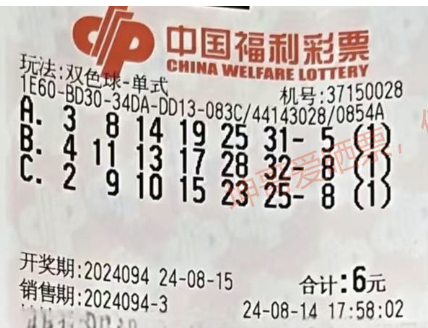 中国福利彩票
CHINA WELFARE LOTTERY
玩法:双色球-单式
机号:37150028
1E60-BD30-34DA-DD13-083C/44143028/0854A
A. 3 8 14 19 25 31- 5 (1)
B. 4 11 13 17 28 32- 8 (1)
C. 2 9 10 15 23 25- 8 (1)
开奖期:2024094 24-08-15
合计:6元
销售期:2024094-3
24-08-14 17:58:02